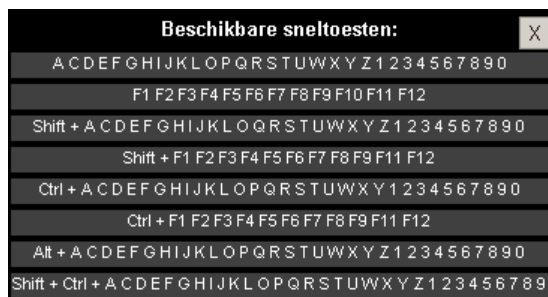 Beschikbare sneltoesten:
X
A C D E F G H I J K L O P Q R S T U W X Y Z 1 2 3 4 5 6 7 8 9 0
F1 F2 F3 F4 F5 F6 F7 F8 F9 F10 F11 F12
Shift + A C D E F G H I J K L O Q R S T U W X Y Z 1 2 3 4 5 6 7 8 9 0
Shift + F1 F2 F3 F4 F5 F6 F7 F8 F9 F11 F12
Ctrl + A C D E F G H I J K L O Q R S T U W X Y 1 2 3 4 5 6 7 8 9 0
Ctrl + F1 F2 F3 F4 F5 F7 F8 F9 F11 F12
Alt + A C D E F G H I J K L O Q R S T U W X Y Z 1 2 3 4 5 6 7 8 9 0
Shift + Ctrl + A C D E F G H I J K L O Q R S T U W X Y Z 1 2 3 4 5 6 7 8 9